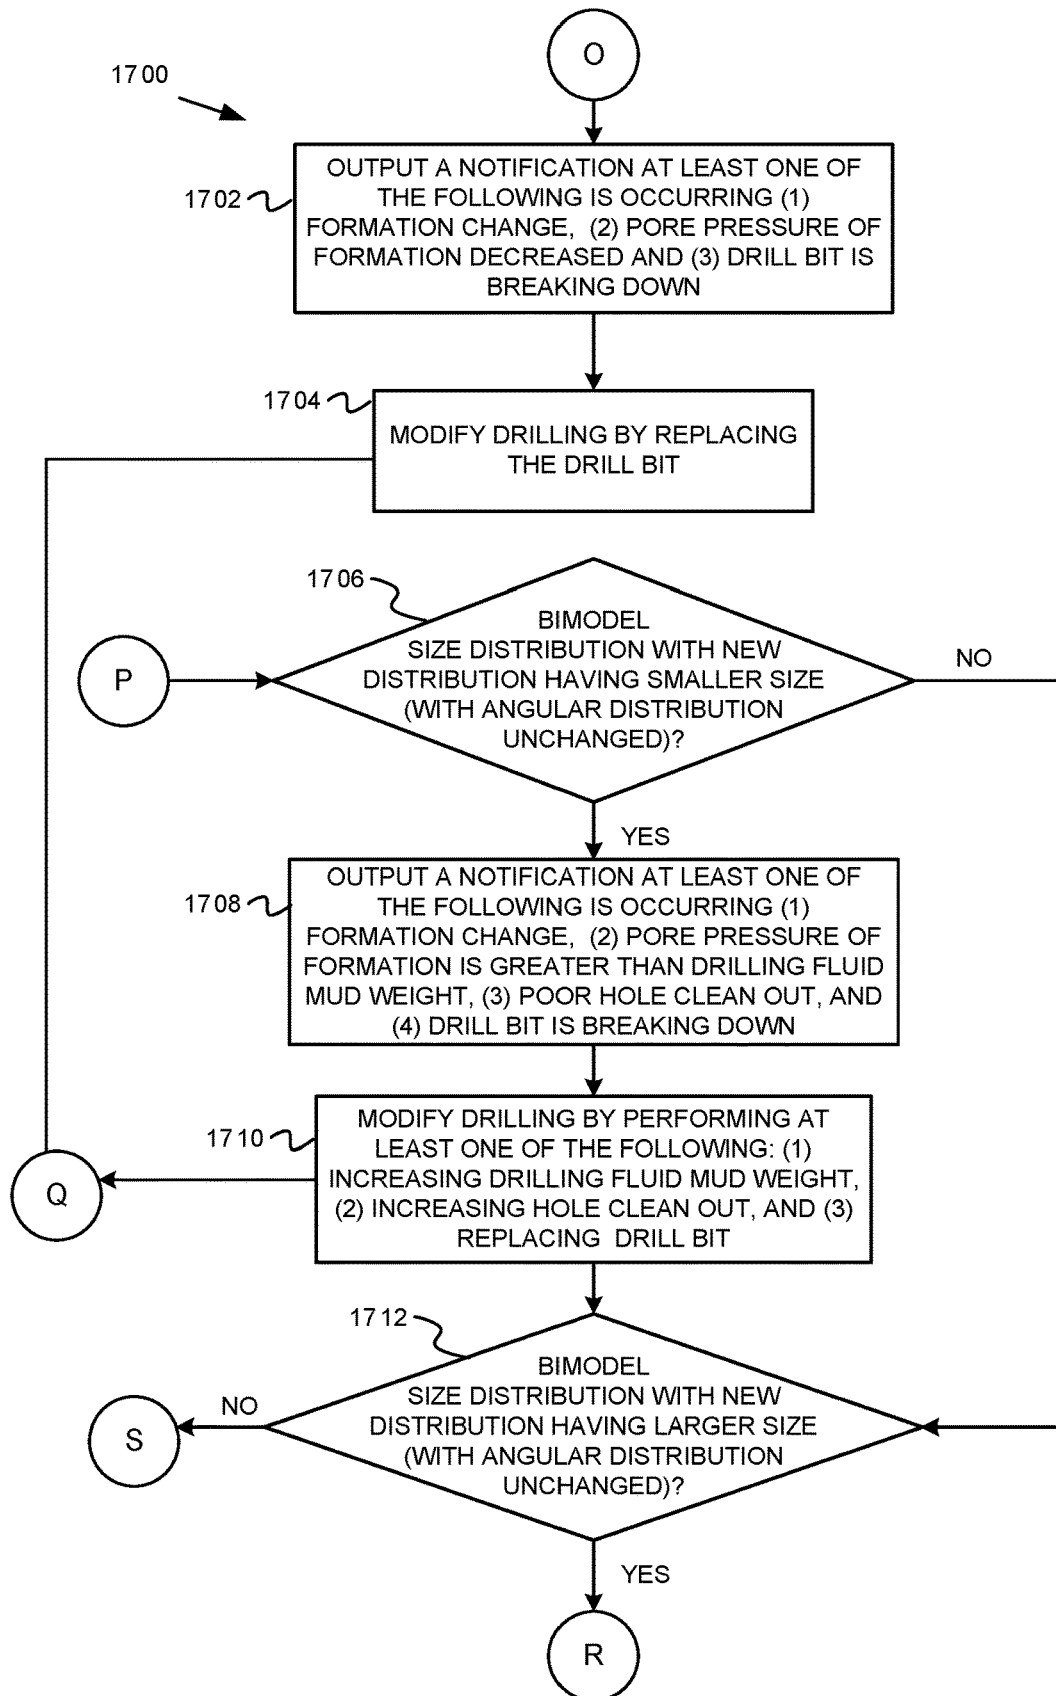 O
1700
1702
OUTPUT A NOTIFICATION AT LEAST ONE OF
THE FOLLOWING IS OCCURRING (1)
FORMATION CHANGE, (2) PORE PRESSURE OF
FORMATION DECREASED AND (3) DRILL BIT IS
BREAKING DOWN
1704
MODIFY DRILLING BY REPLACING
THE DRILL BIT
1706
P
BIMODEL
SIZE DISTRIBUTION WITH NEW
DISTRIBUTION HAVING SMALLER SIZE
(WITH ANGULAR DISTRIBUTION
UNCHANGED)?
NO
YES
1708
OUTPUT A NOTIFICATION AT LEAST ONE OF
THE FOLLOWING IS OCCURRING (1)
FORMATION CHANGE, (2) PORE PRESSURE OF
FORMATION IS GREATER THAN DRILLING FLUID
MUD WEIGHT, (3) POOR HOLE CLEAN OUT, AND
(4) DRILL BIT IS BREAKING DOWN
1710
MODIFY DRILLING BY PERFORMING AT
LEAST ONE OF THE FOLLOWING: (1)
INCREASING DRILLING FLUID MUD WEIGHT,
(2) INCREASING HOLE CLEAN OUT, AND (3)
REPLACING DRILL BIT
Q
1712
BIMODEL
SIZE DISTRIBUTION WITH NEW
DISTRIBUTION HAVING LARGER SIZE
(WITH ANGULAR DISTRIBUTION
UNCHANGED)?
NO
S
YES
R